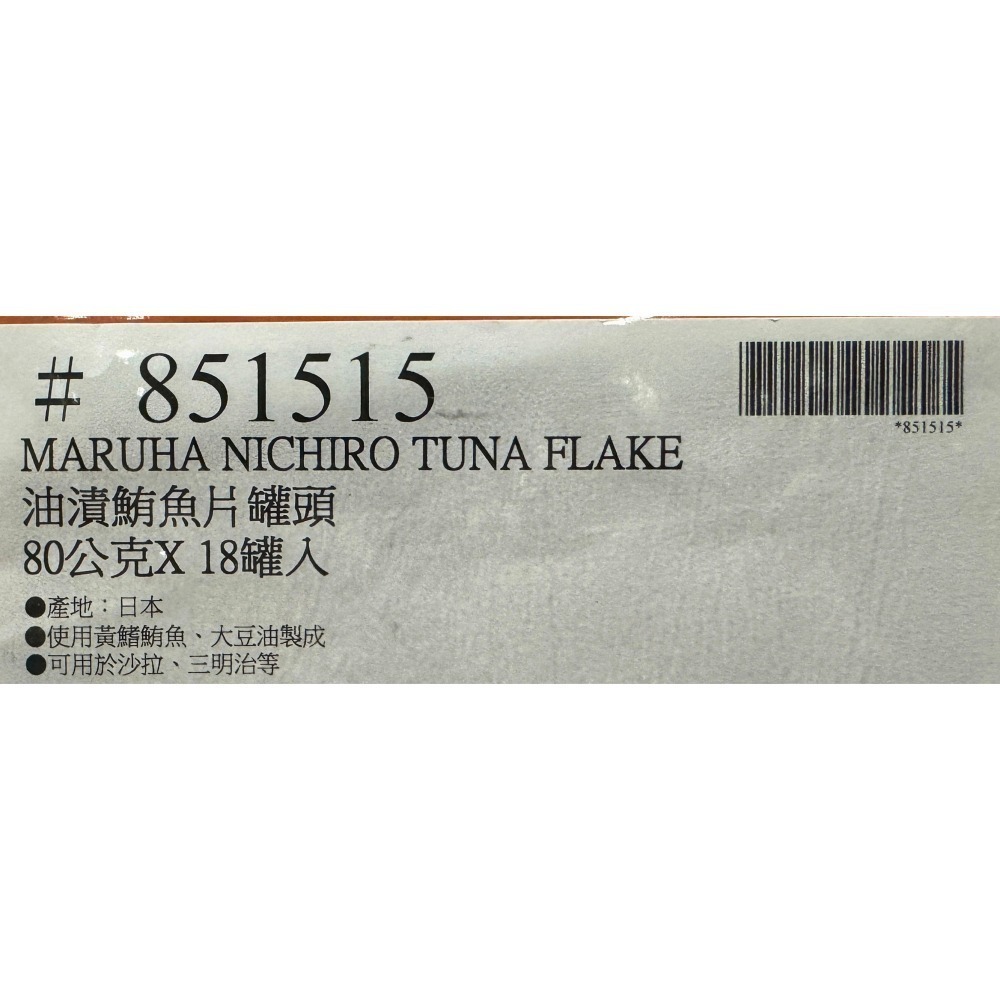 # 851515
*851515*
MARUHA NICHIRO TUNA FLAKE
油漬鮪魚片罐頭
80公克X 18罐入
●產地：日本
●使用黃鰭鮪魚、大豆油製成
●可用於沙拉、三明治等